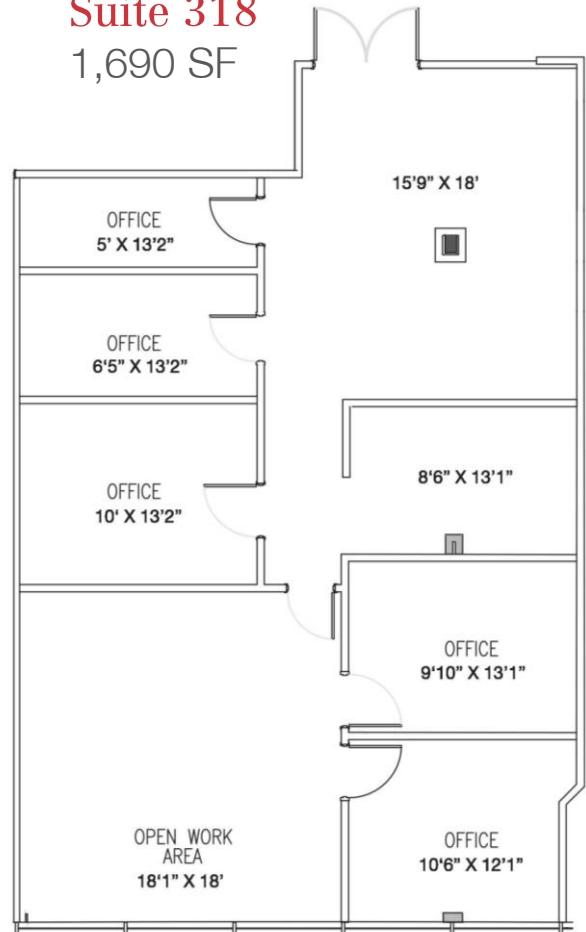 Suite 318
1,690 SF
15’9” X 18’
OFFICE
5’ X 13’2”
OFFICE
6‘5” X 13’2”
OFFICE
10‘ X 13’2”
8‘6” X 13’1”
OFFICE
9‘10” X 13’1”
OPEN WORK
AREA
18‘1” X 18’
OFFICE
10‘6” X 12’1”